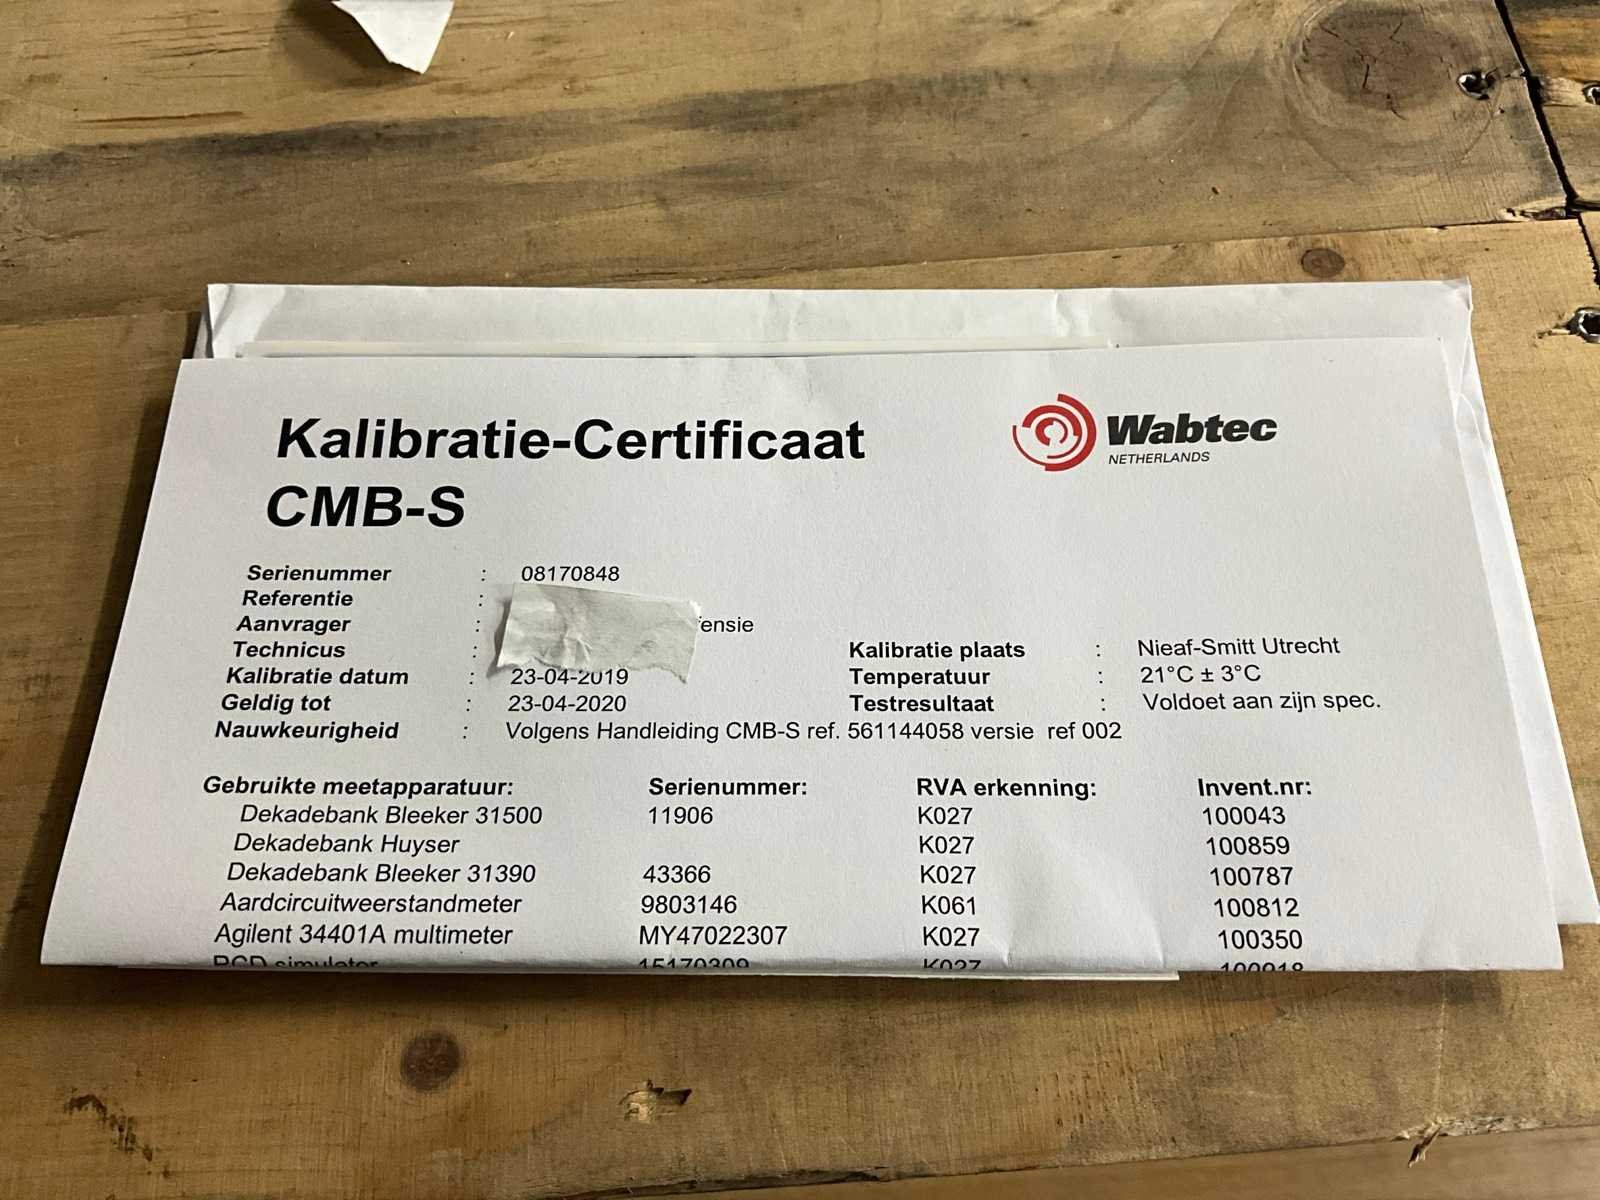 Kalibratie-Certificaat
CMB-S
Wabtec
NETHERLANDS
Serienummer : 08170848
Referentie :
Aanvrager : fensie
Technicus :
Kalibratie plaats : Nieaf-Smitt Utrecht
Kalibratie datum : 23-04-2019
Temperatuur : 21°C ± 3°C
Geldig tot : 23-04-2020
Testresultaat : Voldoet aan zijn spec.
Nauwkeurigheid : Volgens Handleiding CMB-S ref. 561144058 versie ref 002
Gebruikte meetapparatuur: Serienummer: RVA erkenning: Invent.nr:
Dekadebank Bleeker 31500 11906 K027 100043
Dekadebank Huyser K027 100859
Dekadebank Bleeker 31390 43366 K027 100787
Aardcircuitweerstandmeter 9803146 K061 100812
Agilent 34401A multimeter MY47022307 K027 100350
RCD simulator 15170309 K027